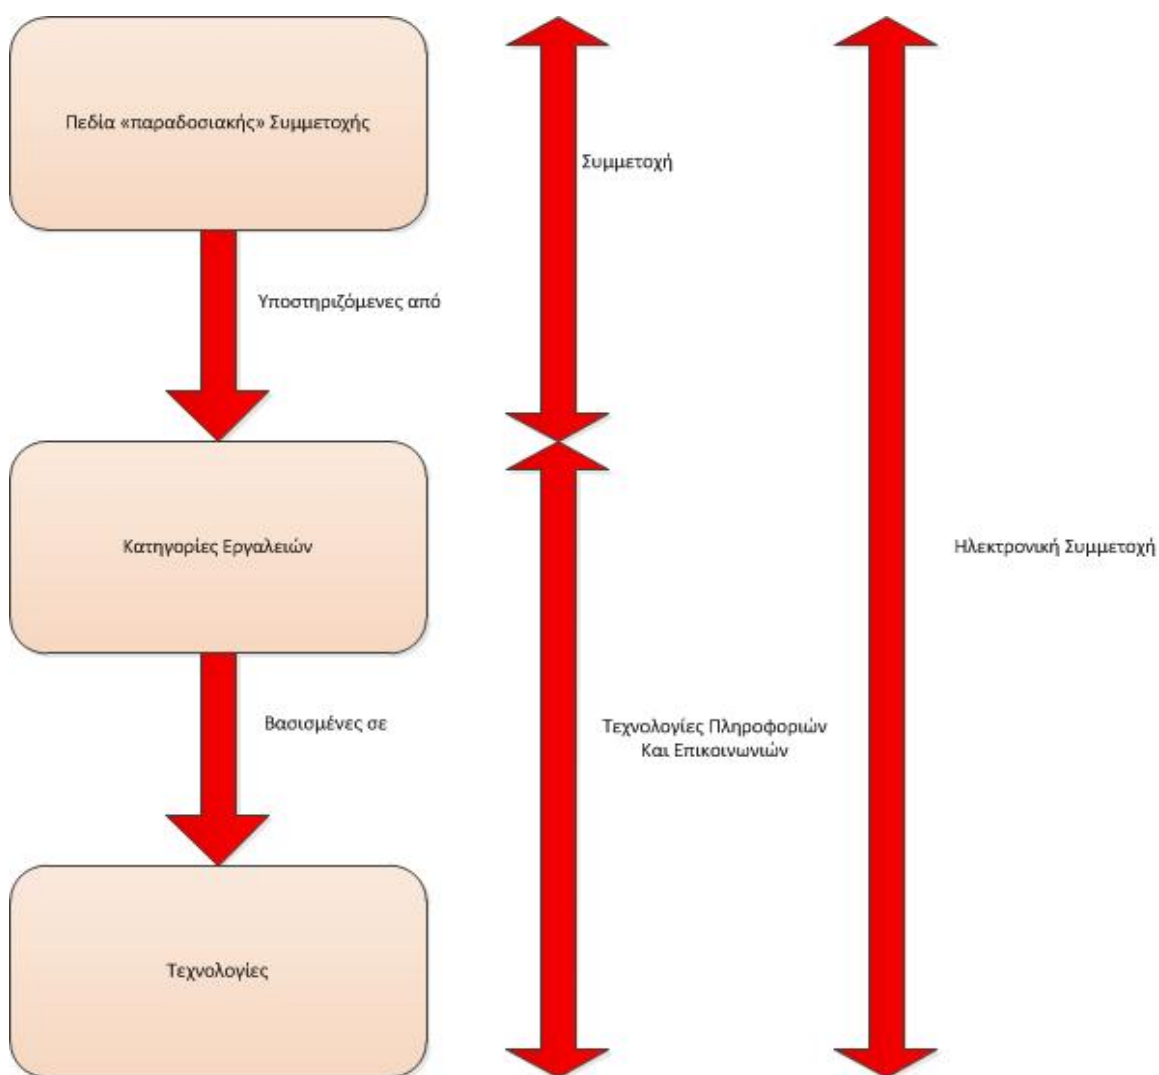 Πεδία «παραδοσιακής» Συμμετοχής
Συμμετοχή
Υποστηριζόμενες από
Κατηγορίες Εργαλειών
Ηλεκτρονική Συμμετοχή
Βασισμένες σε
Τεχνολογίες Πληροφοριών
Και Επικοινωνιών
Τεχνολογίες